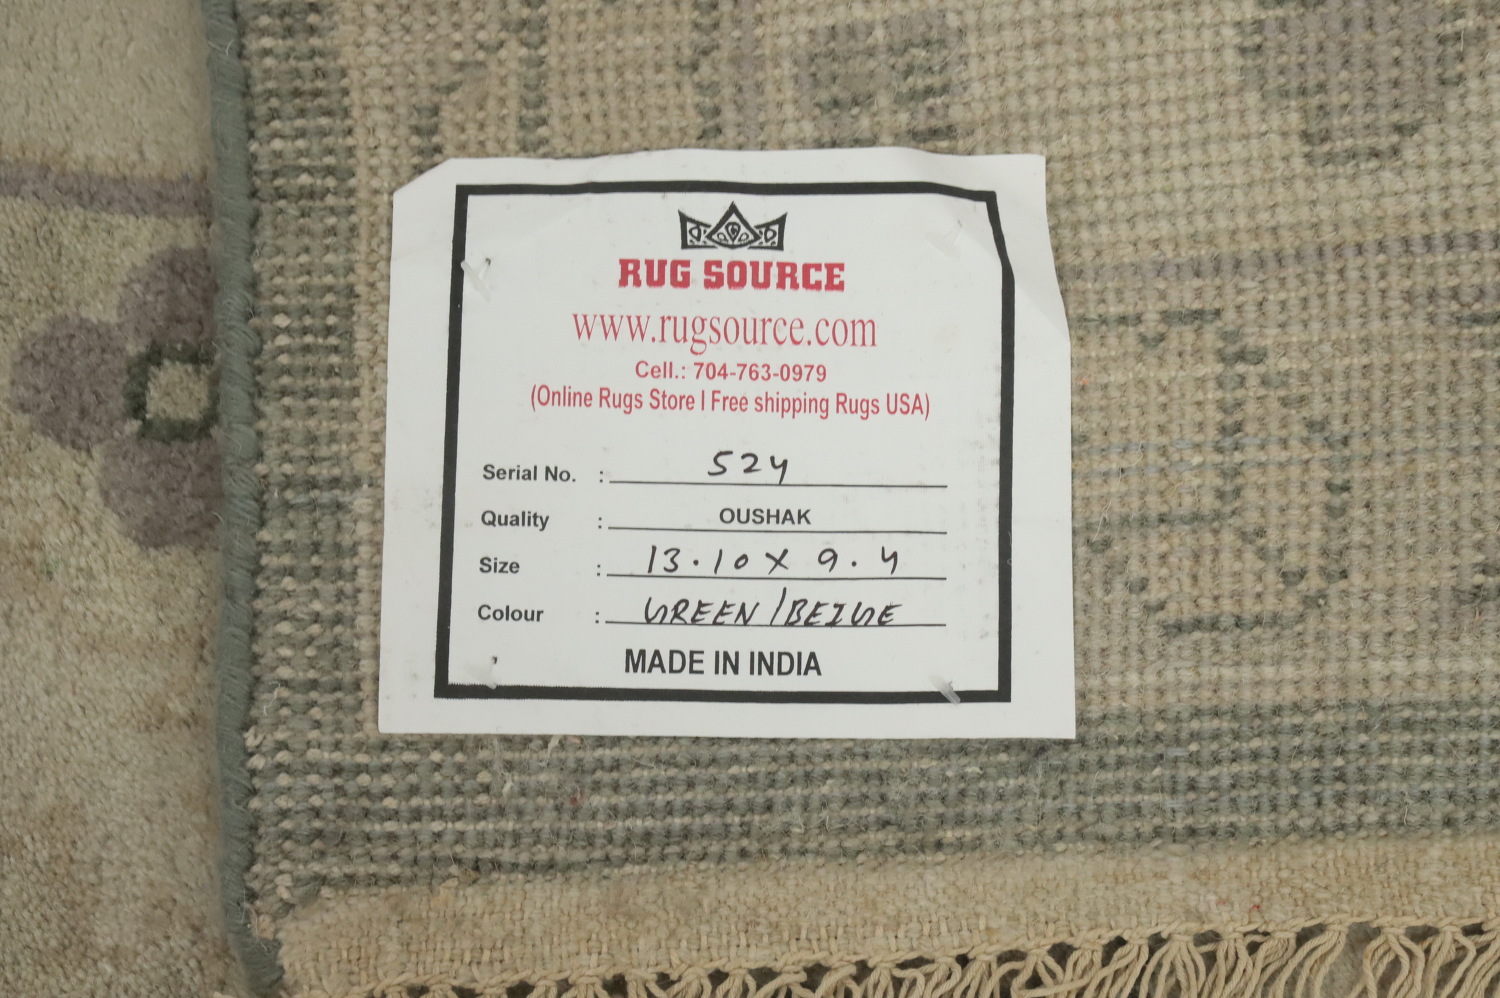 RUG SOURCE
www.rugsource.com
Cell.: 704-763-0979
(Online Rugs Store I Free shipping Rugs USA)
Serial No. : 524
Quality : OUSHAK
Size : 13.10 X 9.4
Colour : GREEN/BEIGE
MADE IN INDIA